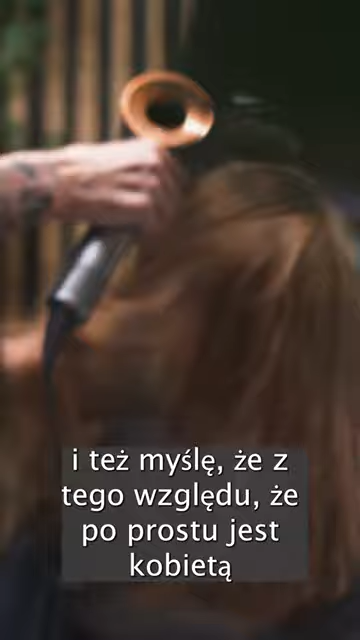 i też myślę, że z
tego względu, że
po prostu jest
kobietą